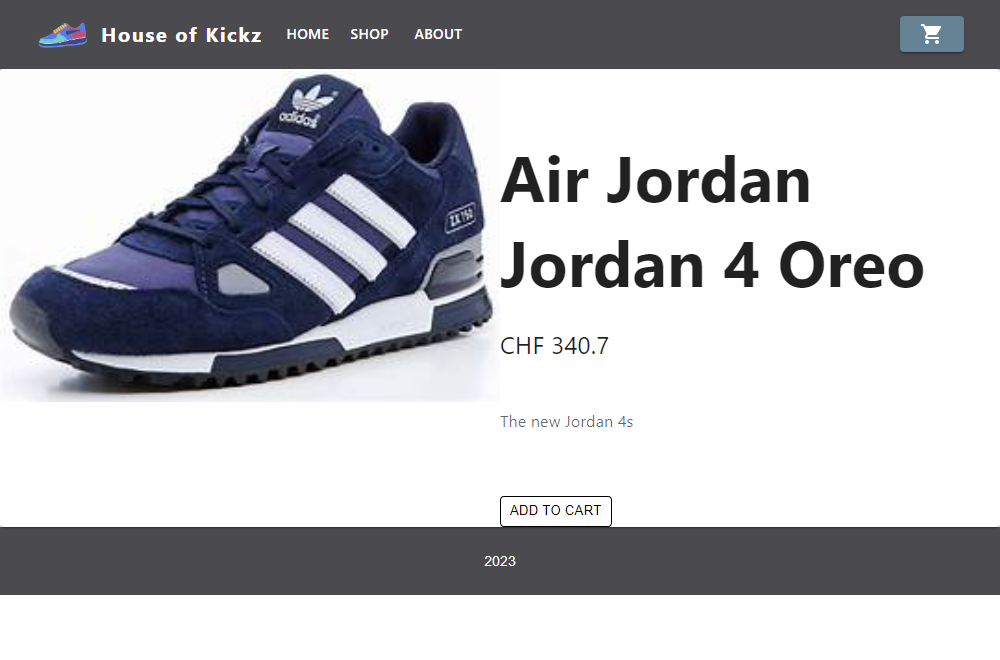 House of Kickz HOME SHOP ABOUT
adidas
ZX 750
Air Jordan
Jordan 4 Oreo
CHF 340.7
The new Jordan 4s
ADD TO CART
2023